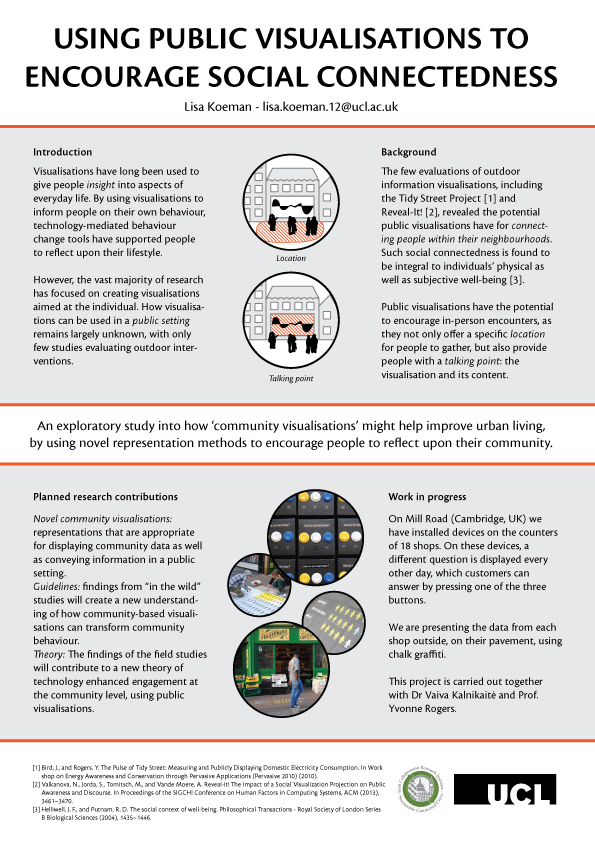 USING PUBLIC VISUALISATIONS TO
ENCOURAGE SOCIAL CONNECTEDNESS
Lisa Koeman - lisa.koeman.12@ucl.ac.uk
Introduction
Visualisations have long been used to
give people insight into aspects of
everyday life. By using visualisations to
inform people on their own behaviour,
technology-mediated behaviour
change tools have supported people
to reflect upon their lifestyle.
However, the vast majority of research
has focused on creating visualisations
aimed at the individual. How visualisa-
tions can be used in a public setting
remains largely unknown, with only
few studies evaluating outdoor inter-
ventions.
Location
Talking point
Background
The few evaluations of outdoor
information visualisations, including
the Tidy Street Project [1] and
Reveal-It! [2], revealed the potential
public visualisations have for connect-
ing people within their neighbourhoods.
Such social connectedness is found to
be integral to individuals' physical as
well as subjective well-being [3].
Public visualisations have the potential
to encourage in-person encounters, as
they not only offer a specific location
for people to gather, but also provide
people with a talking point: the
visualisation and its content.
An exploratory study into how ‘community visualisations’ might help improve urban living,
by using novel representation methods to encourage people to reflect upon their community.
Planned research contributions
Novel community visualisations:
representations that are appropriate
for displaying community data as well
as conveying information in a public
setting.
Guidelines: findings from “in the wild”
studies will create a new understand-
ing of how community-based visuali-
sations can transform community
behaviour.
Theory: The findings of the field studies
will contribute to a new theory of
technology enhanced engagement at
the community level, using public
visualisations.
Work in progress
On Mill Road (Cambridge, UK) we
have installed devices on the counters
of 18 shops. On these devices, a
different question is displayed every
other day, which customers can
answer by pressing one of the three
buttons.
We are presenting the data from each
shop outside, on their pavement, using
chalk graffiti.
This project is carried out together
with Dr Vaiva Kalnikaitė and Prof.
Yvonne Rogers.
[1] Bird, J., and Rogers, Y. The Pulse of Tidy Street: Measuring and Publicly Displaying Domestic Electricity Consumption. In Work
shop on Energy Awareness and Conservation through Pervasive Applications (Pervasive 2010) (2010).
[2] Valkanova, N., Jorda, S., Tomitsch, M., and Vande Moere, A. Reveal-it! The Impact of a Social Visualization Projection on Public
Awareness and Discourse. In Proceedings of the SIGCHI Conference on Human Factors in Computing Systems, ACM (2013),
3461–3470.
[3] Helliwell, J. F., and Putnam, R. D. The social context of well-being. Philosophical Transactions - Royal Society of London Series
B Biological Sciences (2004), 1435–1446.
UCL